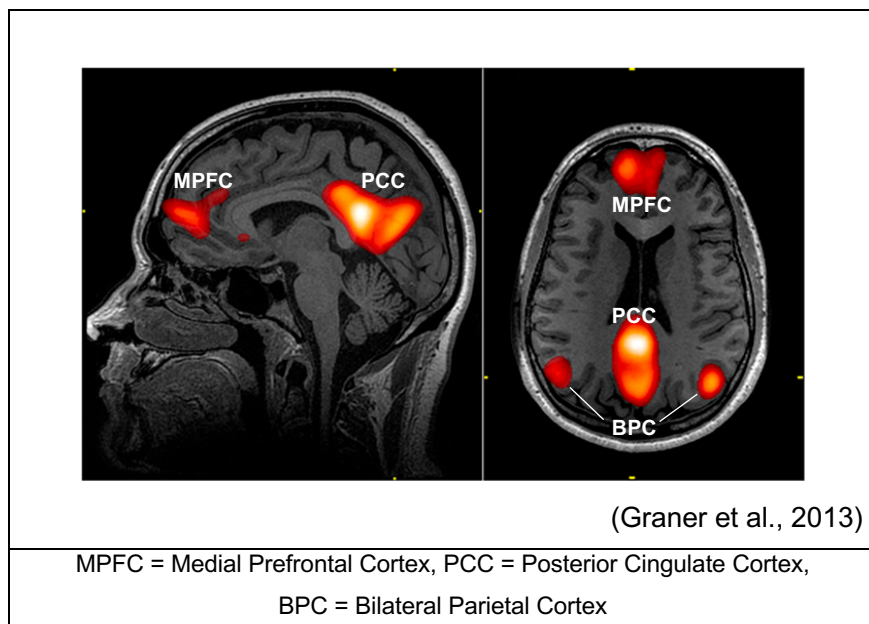 MPFC
PCC
MPFC
PCC
BPC
(Graner et al., 2013)
MPFC = Medial Prefrontal Cortex, PCC = Posterior Cingulate Cortex,
BPC = Bilateral Parietal Cortex